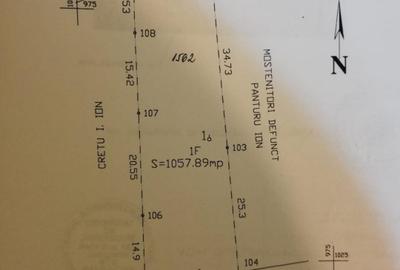 975
53
108
1562
15.42
34.73
MOSTENITORI DEFUNCT
PANTURU ION
N
CRETU I. ION
107
1
1F
103
S=1057.89mp
20.55
106
25.3
14.9
104
975
1025